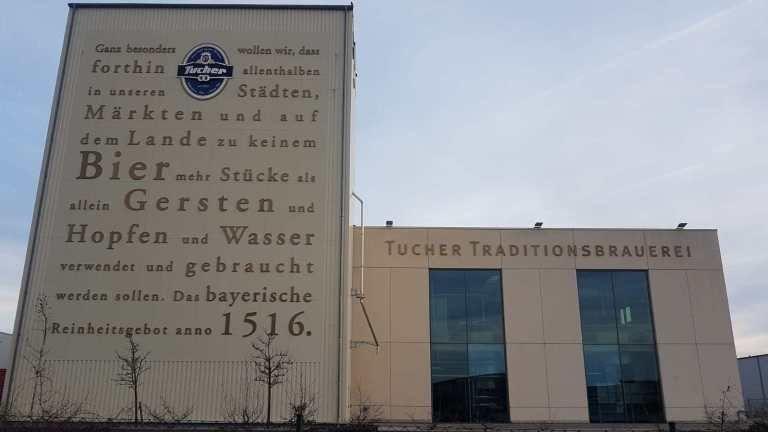 Ganz besonders wollen wir, dass
forthin allenthalben
in unseren Städten,
Märkten und auf
dem Lande zu keinem
Bier mehr Stücke als
allein Gersten und
Hopfen und Wasser
verwendet und gebraucht
werden sollen. Das bayerische
Reinheitsgebot anno 1516.
Tucher
TUCHER TRADITIONSBRAUEREI